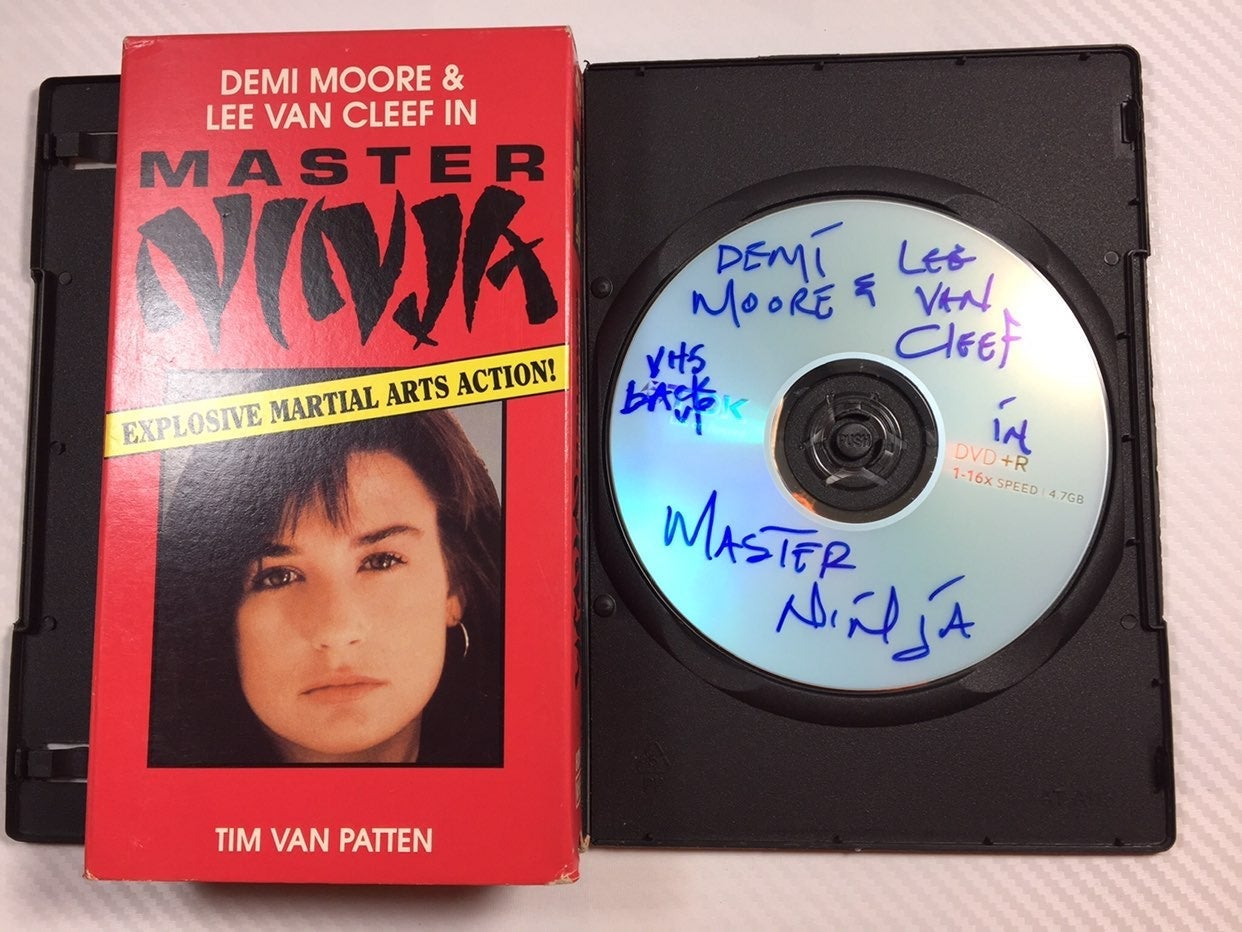 DEMI MOORE &
LEE VAN CLEEF IN
MASTER
NINJA
EXPLOSIVE MARTIAL ARTS ACTION!
TIM VAN PATTEN
DEMI
MOORE &
LEE
VAN
CLEEF
VHS
BACK
UP
in
DVD+R
1-16x SPEED | 4.7GB
PUSH
MASTER
NINJA